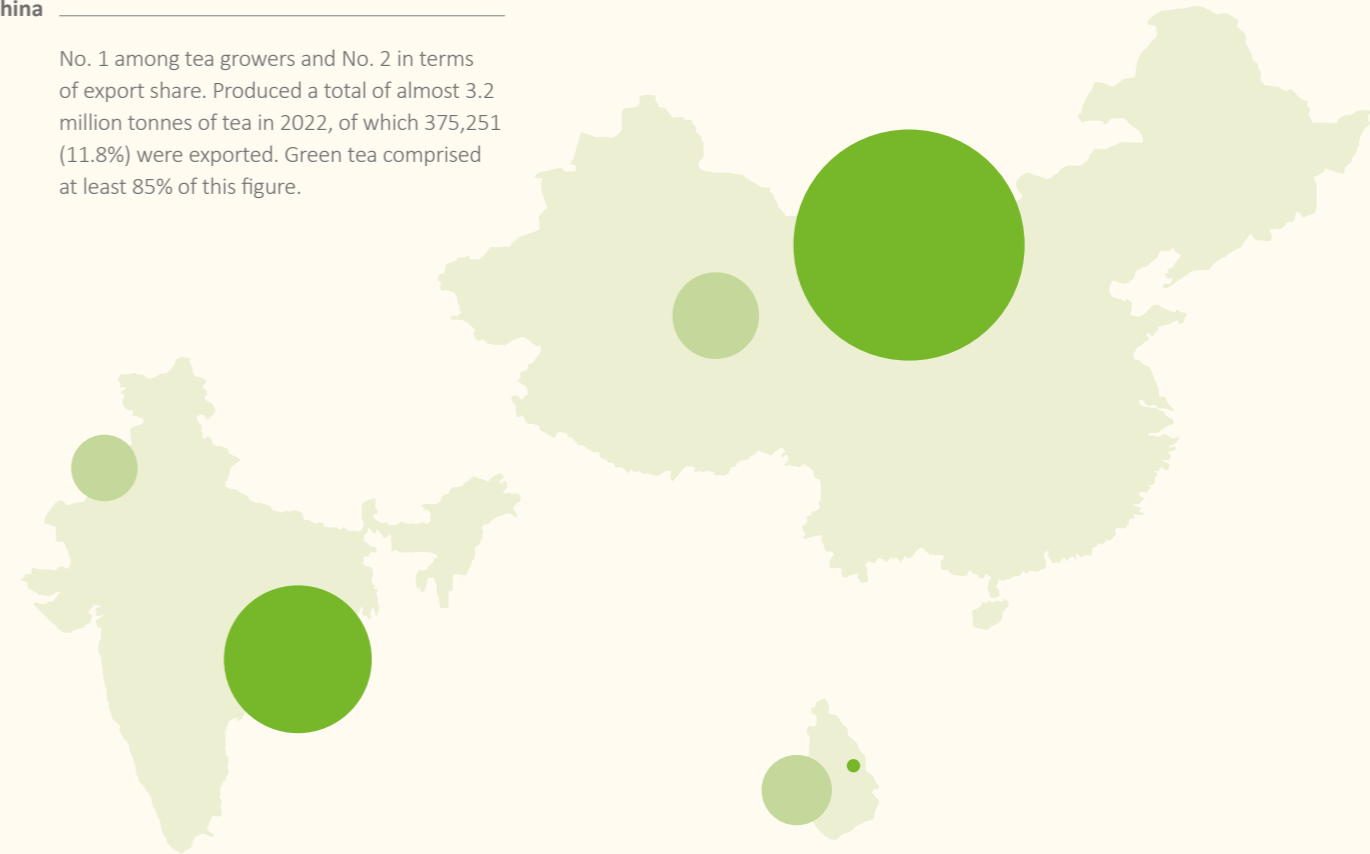 hina
No. 1 among tea growers and No. 2 in terms
of export share. Produced a total of almost 3.2
million tonnes of tea in 2022, of which 375,251
(11.8%) were exported. Green tea comprised
at least 85% of this figure.